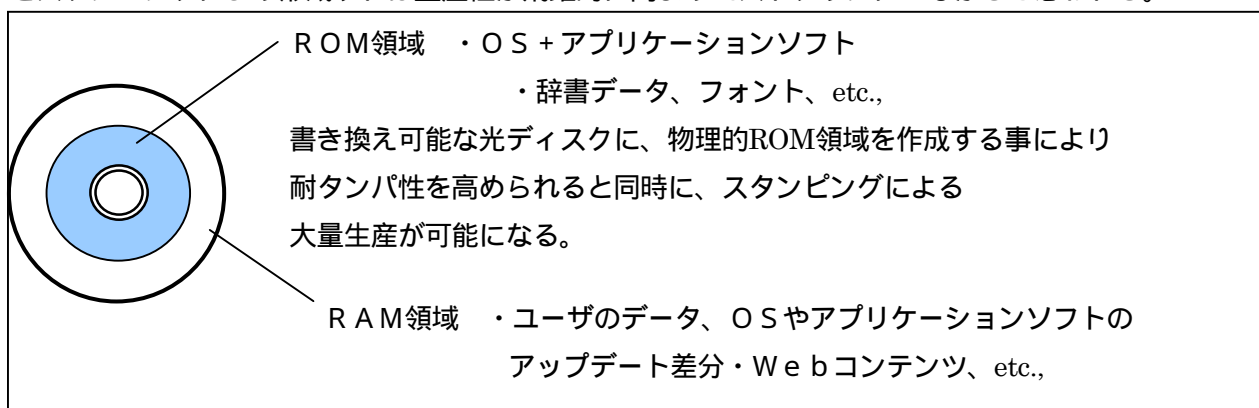 ＲＯＭ領域　・ＯＳ＋アプリケーションソフト
・辞書データ、フォント、etc.,
書き換え可能な光ディスクに、物理的ROM領域を作成する事により
耐タンパ性を高められると同時に、スタンピングによる
大量生産が可能になる。
ＲＡＭ領域　・ユーザのデータ、ＯＳやアプリケーションソフトの
アップデート差分・Ｗｅｂコンテンツ、etc.,